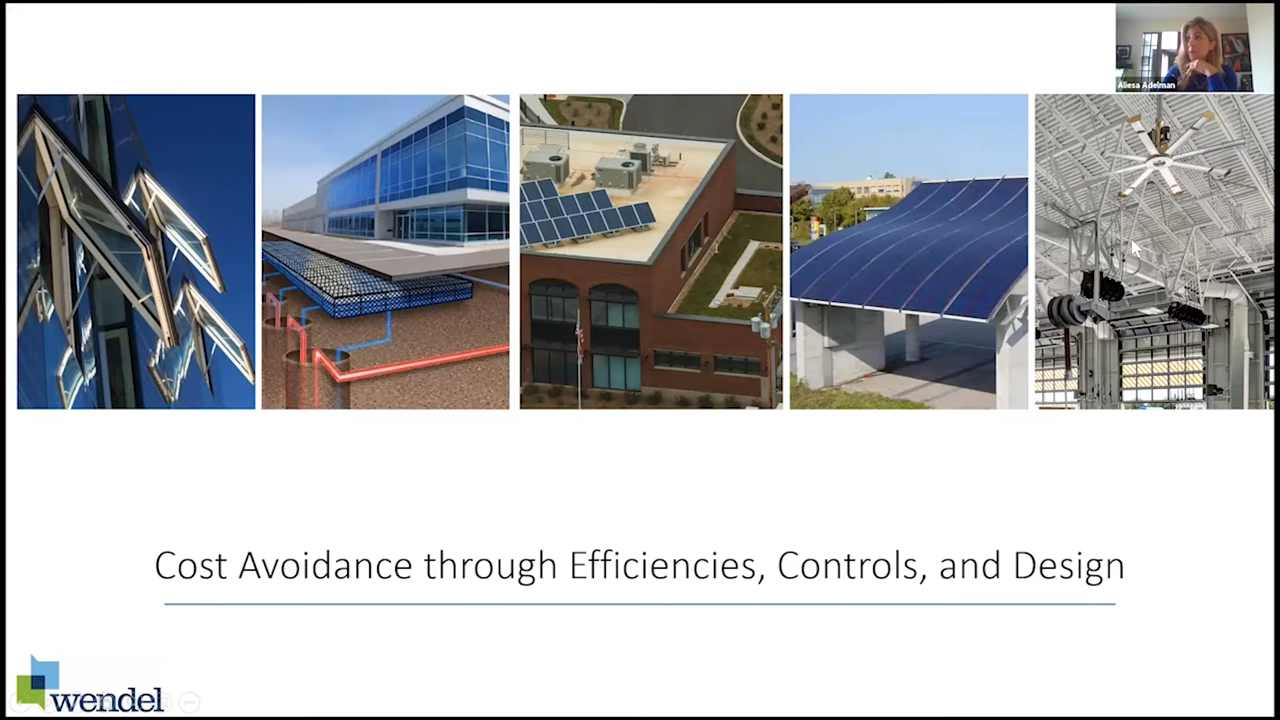 Aliesa Adelman
Cost Avoidance through Efficiencies, Controls, and Design
wendel